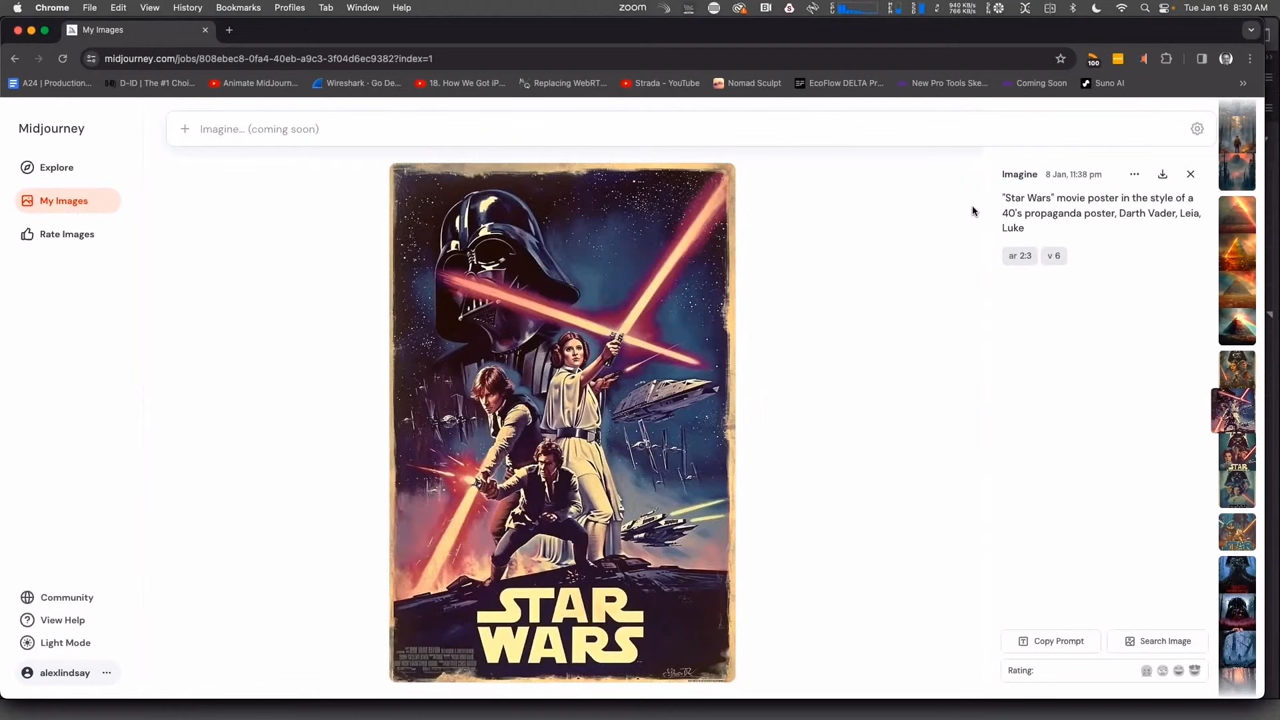 Chrome File Edit View History Bookmarks Profiles Tab Window Help zoom 940 KB/s 766 KB/s Tue Jan 16 8:30 AM
My Images
midjourney.com/jobs/808ebec8-0fa4-40eb-a9c3-3f04d6ec9382?index=1 100
A24 | Production... D-ID | The #1 Choi... Animate MidJourn... Wireshark - Go De... 18. How We Got iP... Replacing WebRT... Strada - YouTube Nomad Sculpt EcoFlow DELTA Pr... New Pro Tools Ske... Coming Soon Suno AI
Midjourney
Imagine... (coming soon)
Explore
My Images
Rate Images
Imagine 8 Jan, 11:38 pm
"Star Wars" movie poster in the style of a
40's propaganda poster, Darth Vader, Leia,
Luke
ar 2:3 v 6
STAR
WARS
Community
View Help
Light Mode
alexlindsay
Copy Prompt Search Image
Rating: